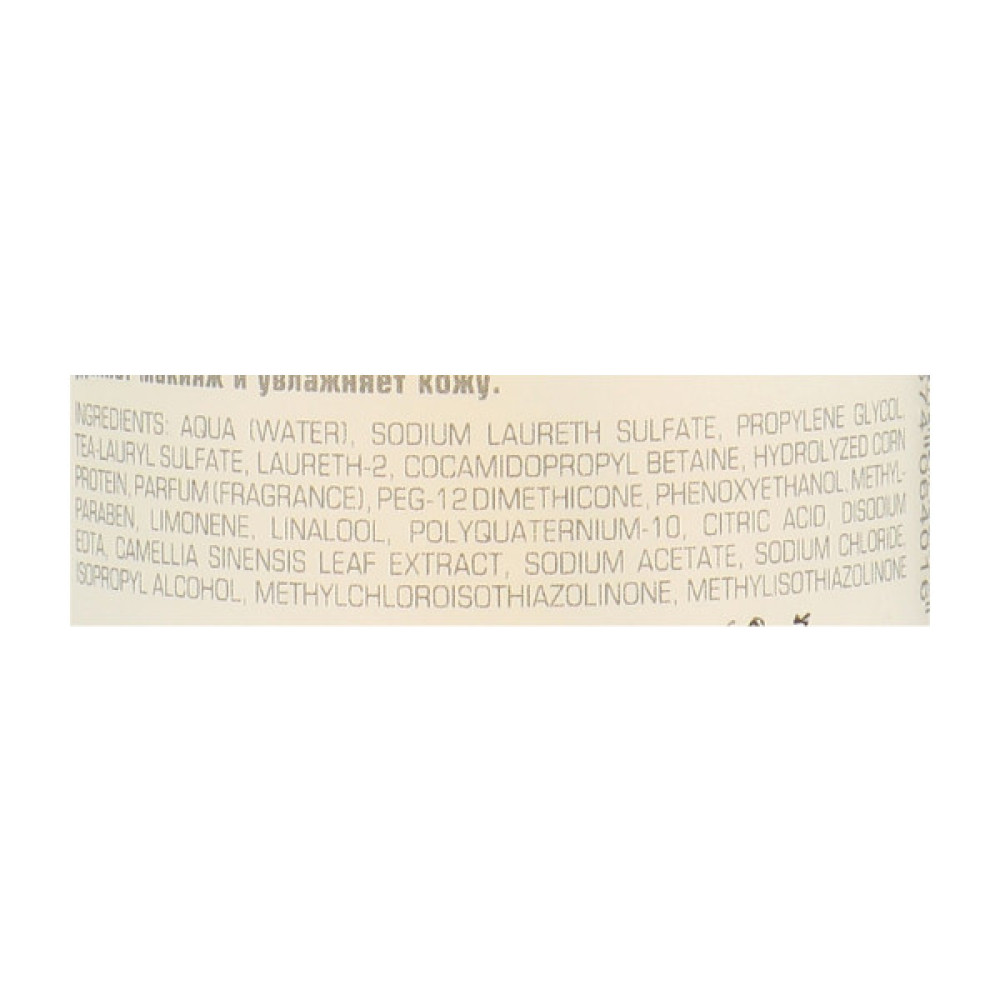 макияж и увлажняет кожу.
INGREDIENTS: AQUA (WATER), SODIUM LAURETH SULFATE, PROPYLENE GLYCOL,
TEA-LAURYL SULFATE, LAURETH-2, COCAMIDOPROPYL BETAINE, HYDROLYZED CORN
PROTEIN, PARFUM (FRAGRANCE), PEG-12 DIMETHICONE, PHENOXYETHANOL, METHYL-
PARABEN, LIMONENE, LINALOOL, POLYQUATERNIUM-10, CITRIC ACID, DISODIUM
EDTA, CAMELLIA SINENSIS LEAF EXTRACT, SODIUM ACETATE, SODIUM CHLORIDE,
ISOPROPYL ALCOHOL, METHYLCHLOROISOTHIAZOLINONE, METHYLISOTHIAZOLINONE